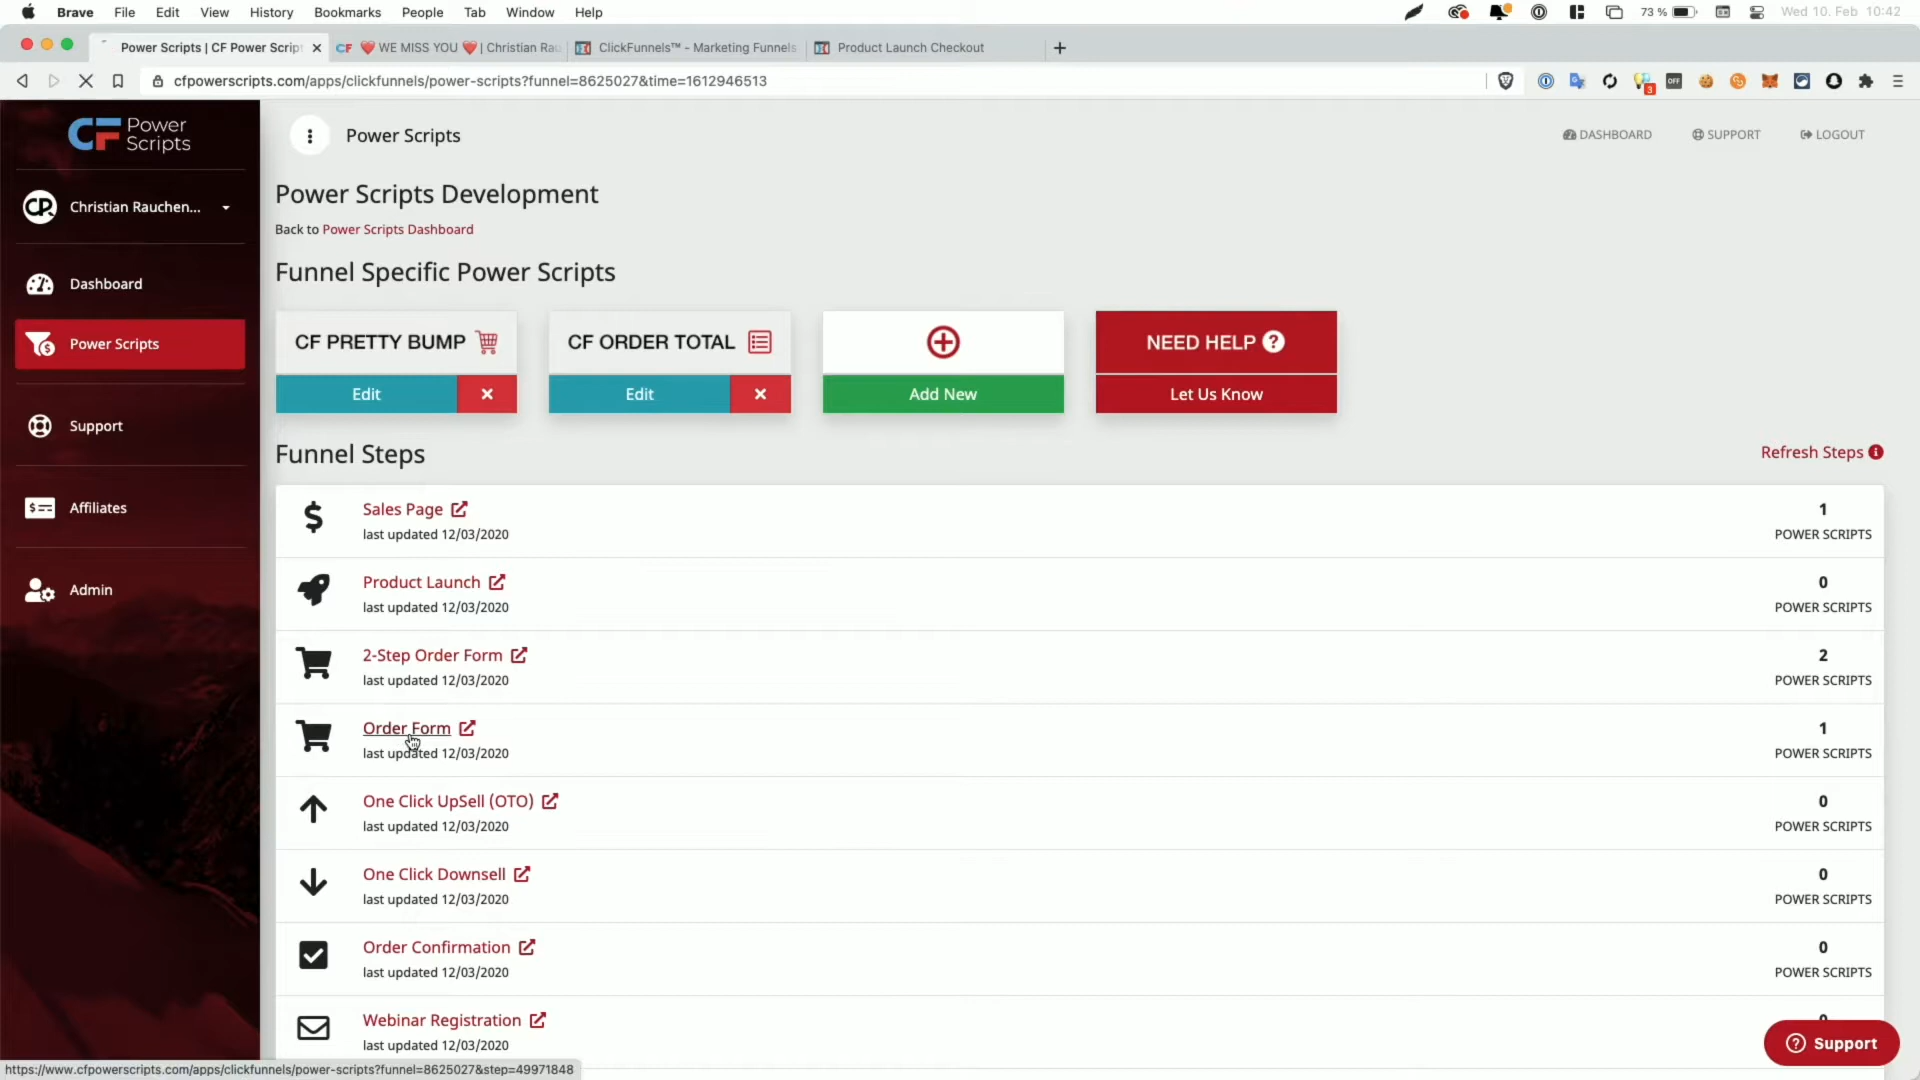 Brave File Edit View History Bookmarks People Tab Window Help 73 % Wed 10. Feb 10:42
Power Scripts | CF Power Script CF ❤️ WE MISS YOU ❤️ | Christian Rau ClickFunnels™ - Marketing Funnels Product Launch Checkout
cfpowerscripts.com/apps/clickfunnels/power-scripts?funnel=8625027&time=1612946513 3 OFF
CF Power
Scripts
Christian Rauchen...
Dashboard
Power Scripts
Support
Affiliates
Admin
Power Scripts
DASHBOARD SUPPORT LOGOUT
Power Scripts Development
Back to Power Scripts Dashboard
Funnel Specific Power Scripts
CF PRETTY BUMP CF ORDER TOTAL NEED HELP ?
Edit Edit Add New Let Us Know
Funnel Steps Refresh Steps
Sales Page 1
last updated 12/03/2020 POWER SCRIPTS
Product Launch 0
last updated 12/03/2020 POWER SCRIPTS
2-Step Order Form 2
last updated 12/03/2020 POWER SCRIPTS
Order Form 1
last updated 12/03/2020 POWER SCRIPTS
One Click UpSell (OTO) 0
last updated 12/03/2020 POWER SCRIPTS
One Click Downsell 0
last updated 12/03/2020 POWER SCRIPTS
Order Confirmation 0
last updated 12/03/2020 POWER SCRIPTS
Webinar Registration
last updated 12/03/2020
Support
https://www.cfpowerscripts.com/apps/clickfunnels/power-scripts?funnel=8625027&step=49971848